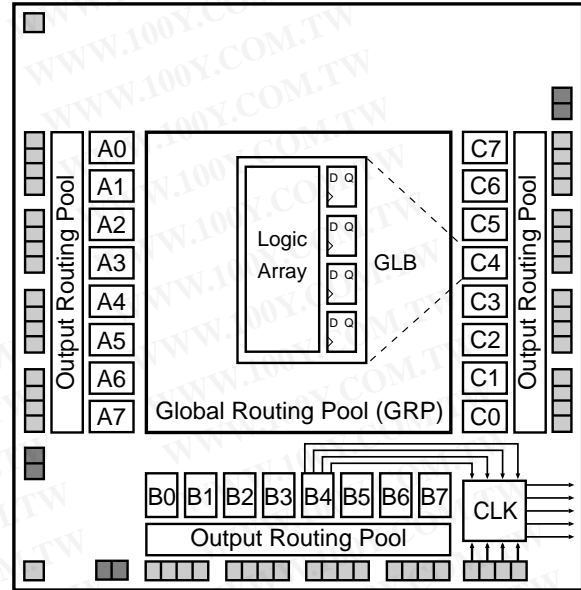 WWW.100Y.COM.TW
Output Routing Pool
A0
A1
A2
A3
A4
A5
A6
A7
Logic
Array
D Q
D Q
D Q
D Q
GLB
Global Routing Pool (GRP)
C7
C6
C5
C4
C3
C2
C1
C0
Output Routing Pool
B0 B1 B2 B3 B4 B5 B6 B7
Output Routing Pool
CLK